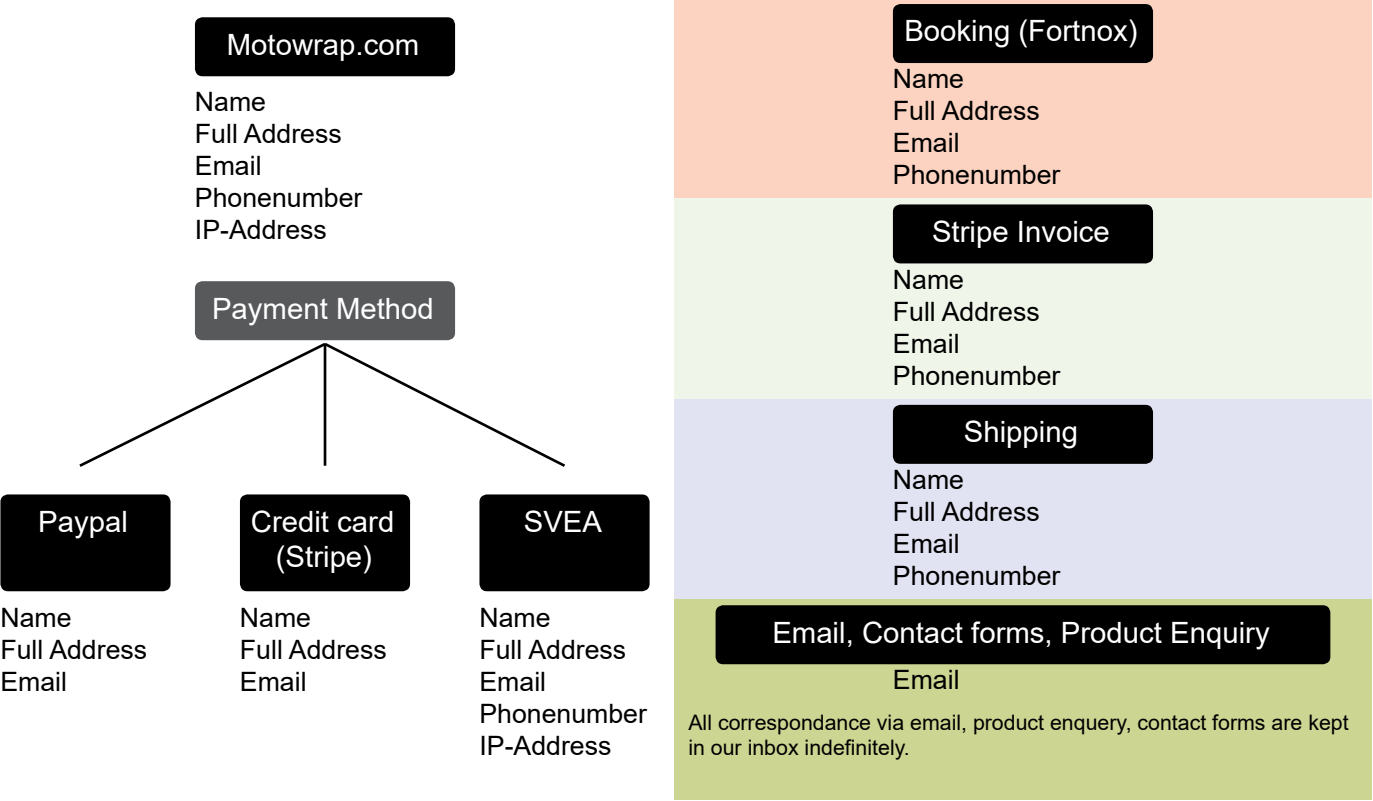 Motowrap.com
Name
Full Address
Email
Phonenumber
IP-Address
Payment Method
Paypal
Name
Full Address
Email
Credit card
(Stripe)
Name
Full Address
Email
SVEA
Name
Full Address
Email
Phonenumber
IP-Address
Booking (Fortnox)
Name
Full Address
Email
Phonenumber
Stripe Invoice
Name
Full Address
Email
Phonenumber
Shipping
Name
Full Address
Email
Phonenumber
Email, Contact forms, Product Enquiry
Email
All correspondance via email, product enquery, contact forms are kept
in our inbox indefinitely.